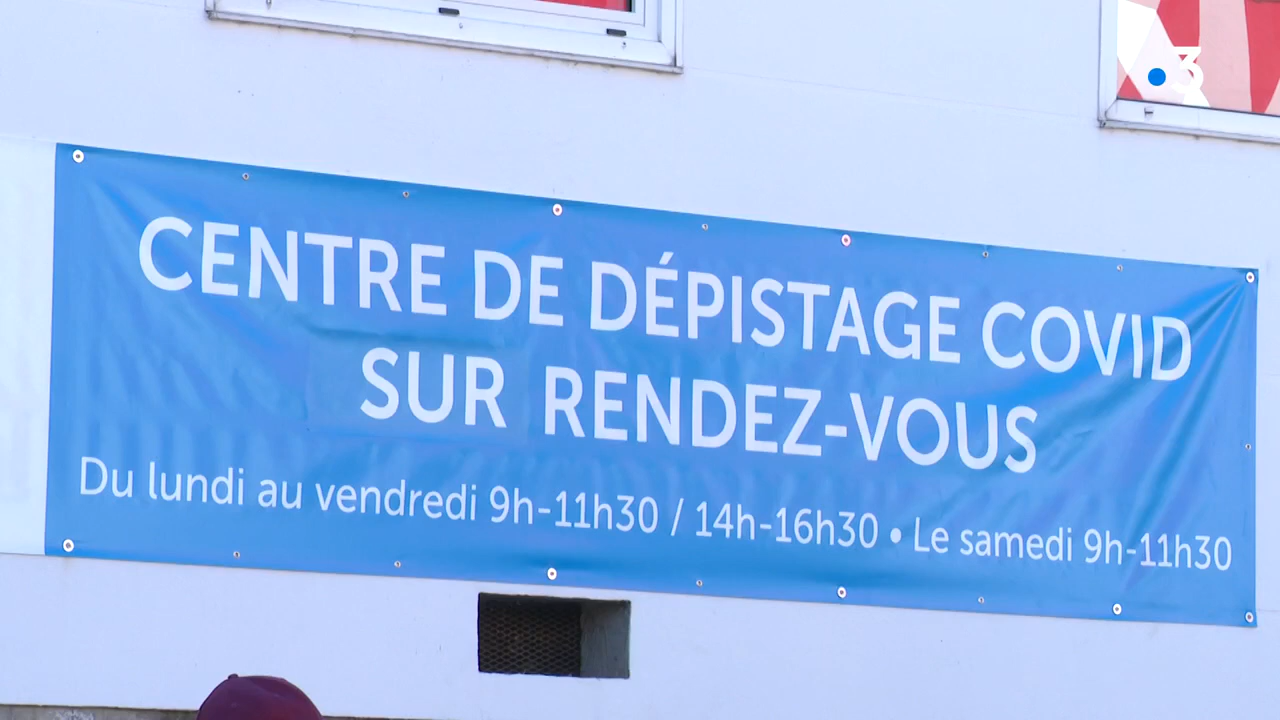 3
CENTRE DE DÉPISTAGE COVID
SUR RENDEZ-VOUS
Du lundi au vendredi 9h-11h30 / 14h-16h30 • Le samedi 9h-11h30